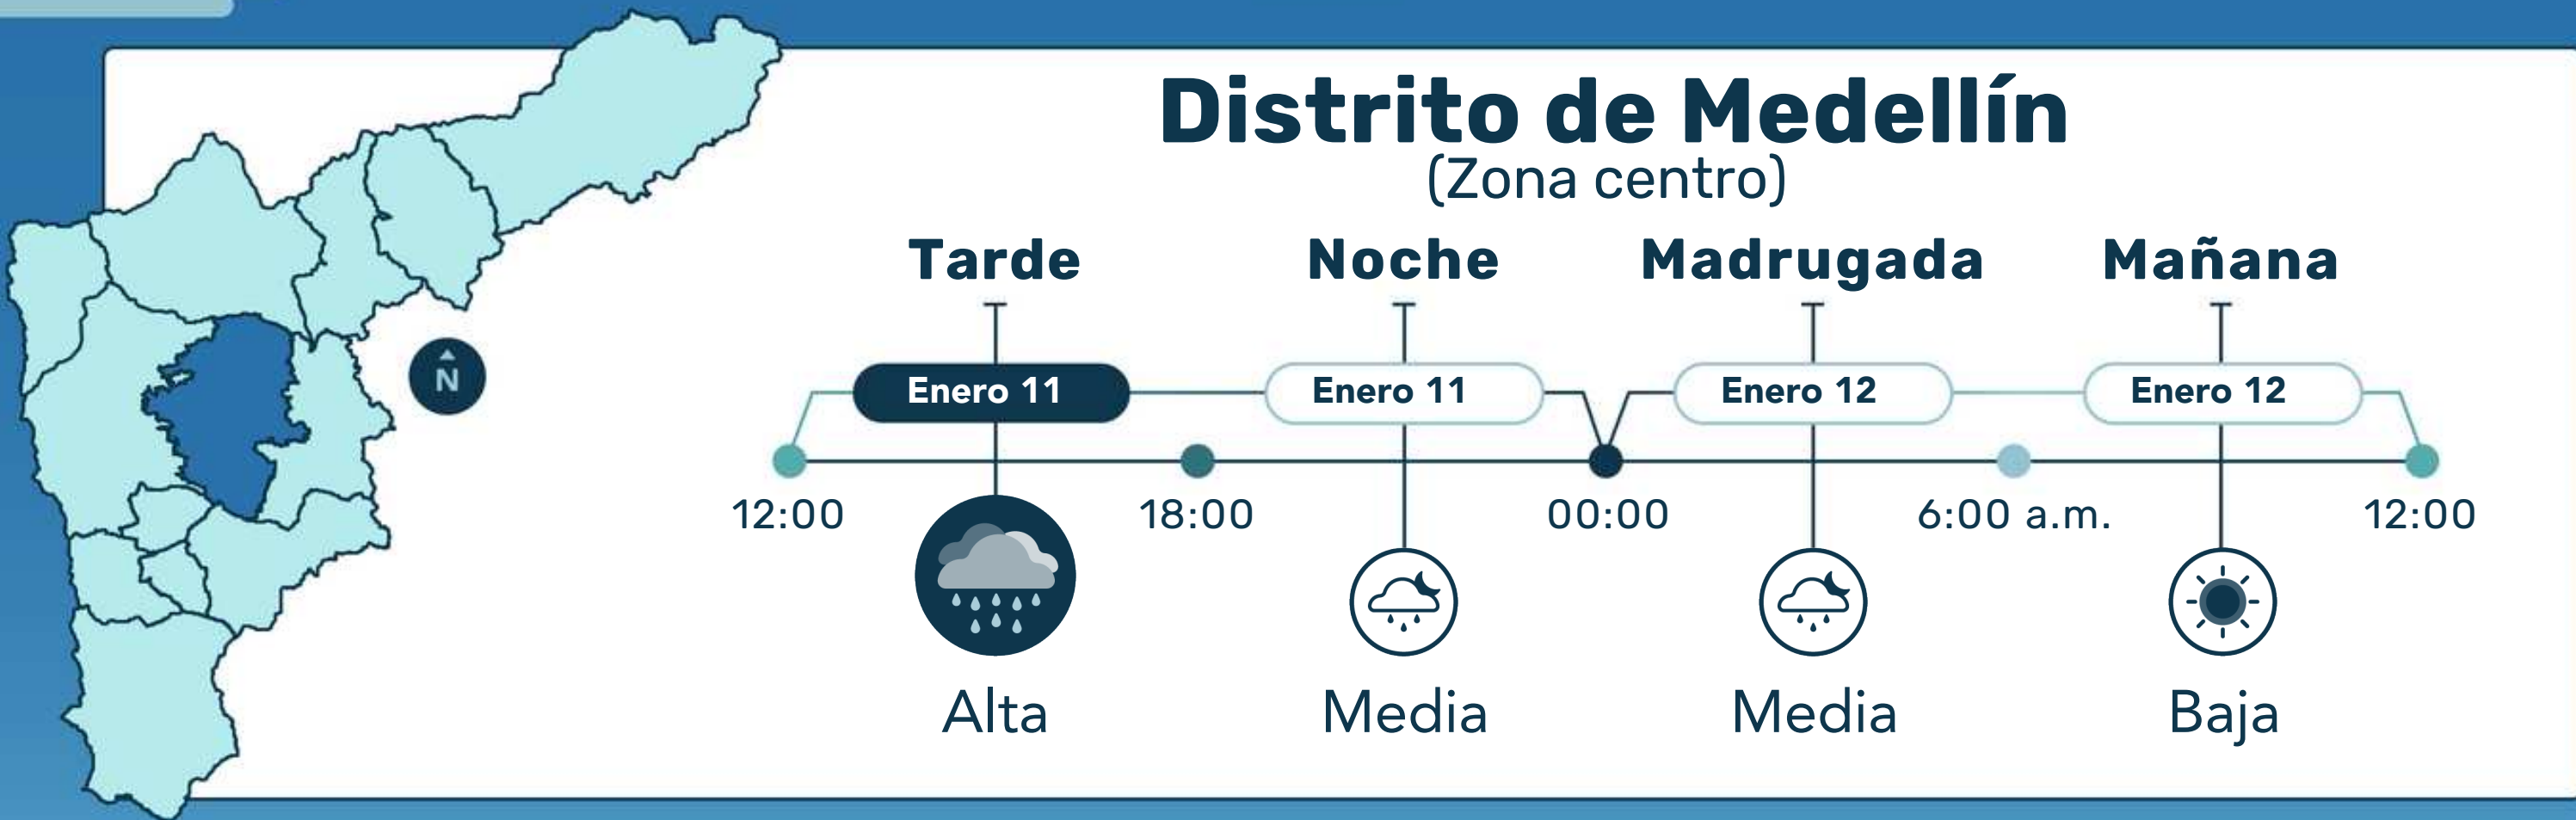 Distrito de Medellín
(Zona centro)
Tarde Noche Madrugada Mañana
N
Enero 11 Enero 11 Enero 12 Enero 12
12:00 18:00 00:00 6:00 a.m. 12:00
Alta Media Media Baja